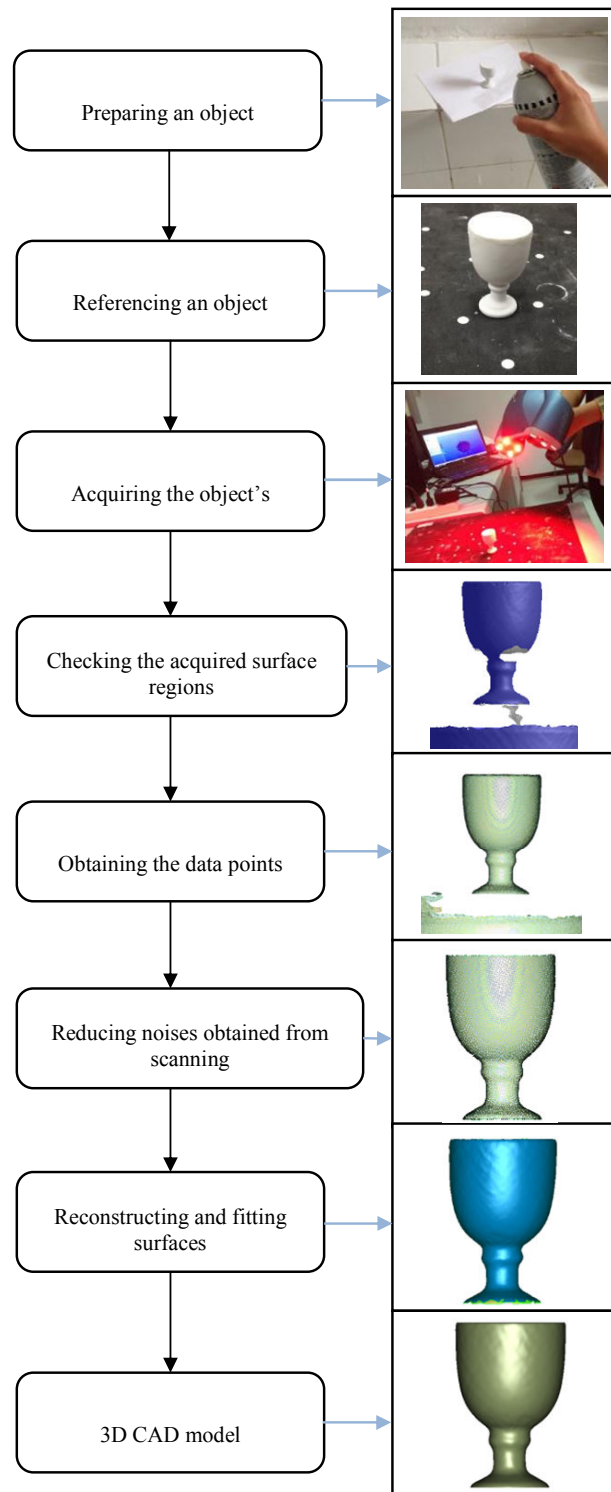 Preparing an object
Referencing an object
Acquiring the object’s
Checking the acquired surface
regions
Obtaining the data points
Reducing noises obtained from
scanning
Reconstructing and fitting
surfaces
3D CAD model